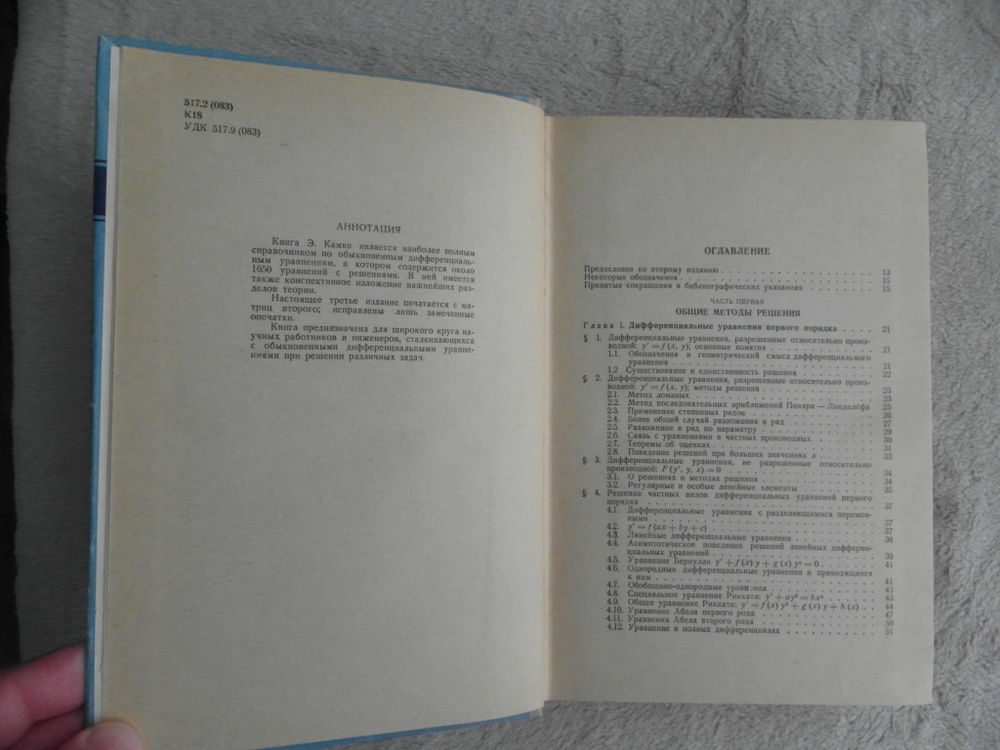 517.2 (083)
К18
УДК 517.9 (083)
АННОТАЦИЯ
Книга Э. Камке является наиболее полным
справочником по обыкновенным дифференциаль-
ным уравнениям, в котором содержится около
1650 уравнений с решениями. В ней имеется
также конспективное изложение важнейших раз-
делов теории.
Настоящее третье издание печатается с ма-
триц второго; исправлены лишь замеченные
опечатки.
Книга предназначена для широкого круга на-
учных работников и инженеров, сталкивающихся
с обыкновенными дифференциальными уравне-
ниями при решении различных задач.
ОГЛАВЛЕНИЕ
Предисловие ко второму изданию . . . 13
Некоторые обозначения . . . 15
Принятые сокращения в библиографических указаниях . . . 15
ЧАСТЬ ПЕРВАЯ
ОБЩИЕ МЕТОДЫ РЕШЕНИЯ
Глава I. Дифференциальные уравнения первого порядка . . . 21
§ 1. Дифференциальные уравнения, разрешенные относительно произ-
водной: y' = f (x, y); основные понятия . . . 21
1.1. Обозначения и геометрический смысл дифференциального
уравнения . . . 21
1.2 Существование и единственность решения . . . 22
§ 2. Дифференциальные уравнения, разрешенные относительно произ-
водной: y' = f (x, y); методы решения . . . 23
2.1. Метод ломаных . . . 23
2.2. Метод последовательных приближений Пикара — Линделёфа 25
2.3. Применение степенных рядов . . . 26
2.4. Более общий случай разложения в ряд . . . 27
2.5. Разложение в ряд по параметру . . . 29
2.6. Связь с уравнениями в частных производных . . . 30
2.7. Теоремы об оценках . . . 31
2.8. Поведение решений при больших значениях x . . . 33
§ 3. Дифференциальные уравнения, не разрешенные относительно
производной: F (y', y, x) = 0 . . . 34
3.1. О решениях и методах решения . . . 34
3.2. Регулярные и особые линейные элементы . . . 35
§ 4. Решение частных видов дифференциальных уравнений первого
порядка . . . 37
4.1. Дифференциальные уравнения с разделяющимися перемен-
ными . . . 37
4.2. y' = f (ax + by + c) . . . 37
4.3. Линейные дифференциальные уравнения . . . 38
4.4. Асимптотическое поведение решений линейных дифферен-
циальных уравнений . . . 39
4.5. Уравнение Бернулли y' + f (x) y + g (x) yᵅ = 0 . . . 41
4.6. Однородные дифференциальные уравнения и приводящиеся
к ним . . . 41
4.7. Обобщенно-однородные уравнения . . . 43
4.8. Специальное уравнение Риккати: y' + ay² = bxᵅ . . . 43
4.9. Общее уравнение Риккати: y' = f (x) y² + g (x) y + h (x) . . . 44
4.10. Уравнение Абеля первого рода . . . 47
4.11. Уравнения Абеля второго рода . . . 50
4.12. Уравнение в полных дифференциалах . . . 51